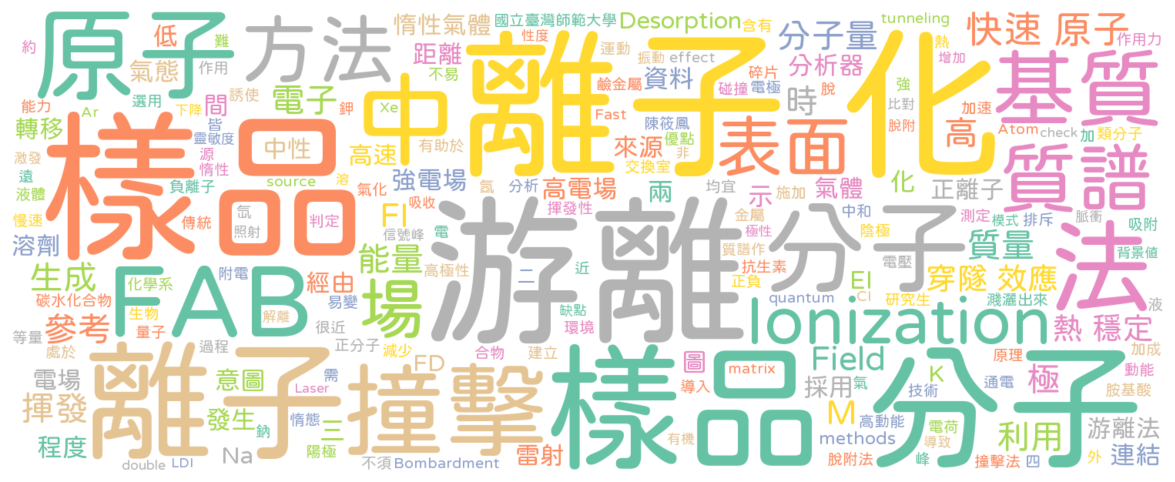 原子
方法
低
氣態
約
難
作用
惰性氣體
國立臺灣師範大學
性度
距離
不易
Desorption
含有
運動
振動
effect
資料
鹼金屬
碰撞
分子量
分析器
碎片
電極
脫
tunneling
熱
增加
強
比對
脫附
快速 原子
作用力
加速
基質
能力
Ar
選用
下降
誘使
電子
間
鉀
Xe
中
離子化
Fast
陳筱鳳
優點
非
時
表面
來源
交換室
高
Atom
check
加
類分子
轉移
皆
靈敏度
源
惰性
激發
遠
液體
慢速
樣品
中性
高速
有助於
負離子
source
溶
氣化
吸收
強電場
氬
分析
高電場
揮發性
兩
均宜
示
施加
氣體
化
正離子
質譜
傳統
氙
照射
判定
FI
信號峰
電
游離
金屬
極性
質譜作
分子
中和
陰極
測定
模式
排斥
脈衝
吸附
法
溶劑
生成
化學系
附電
FAB
經由
易變
能量
高極性
場
二
近
抗生素
正負
電壓
EI
CI
質量
穿隧 效應
背景值
碳水化合物
生物
量子
參考
解離
很近
缺點
環境
quantum
研究生
濺灑出來
Ionization
熱 穩定
液
等量
處於
過程
正分子
減少
合物
建立
圖
原理
Field
加成
動能
電場
離子
意圖
撞擊
FD
樣品
導入
matrix
採用
氣
K
極
技術
通電
胺基酸
揮發
發生
Laser
需
鈉
惰態
三
M
高動能
分子
電荷
導致
利用
游離法
程度
陽極
Na
double
LDI
不須
Bombardment
雷射
有機
methods
脫附法
峰
撞擊法
四
外
連結